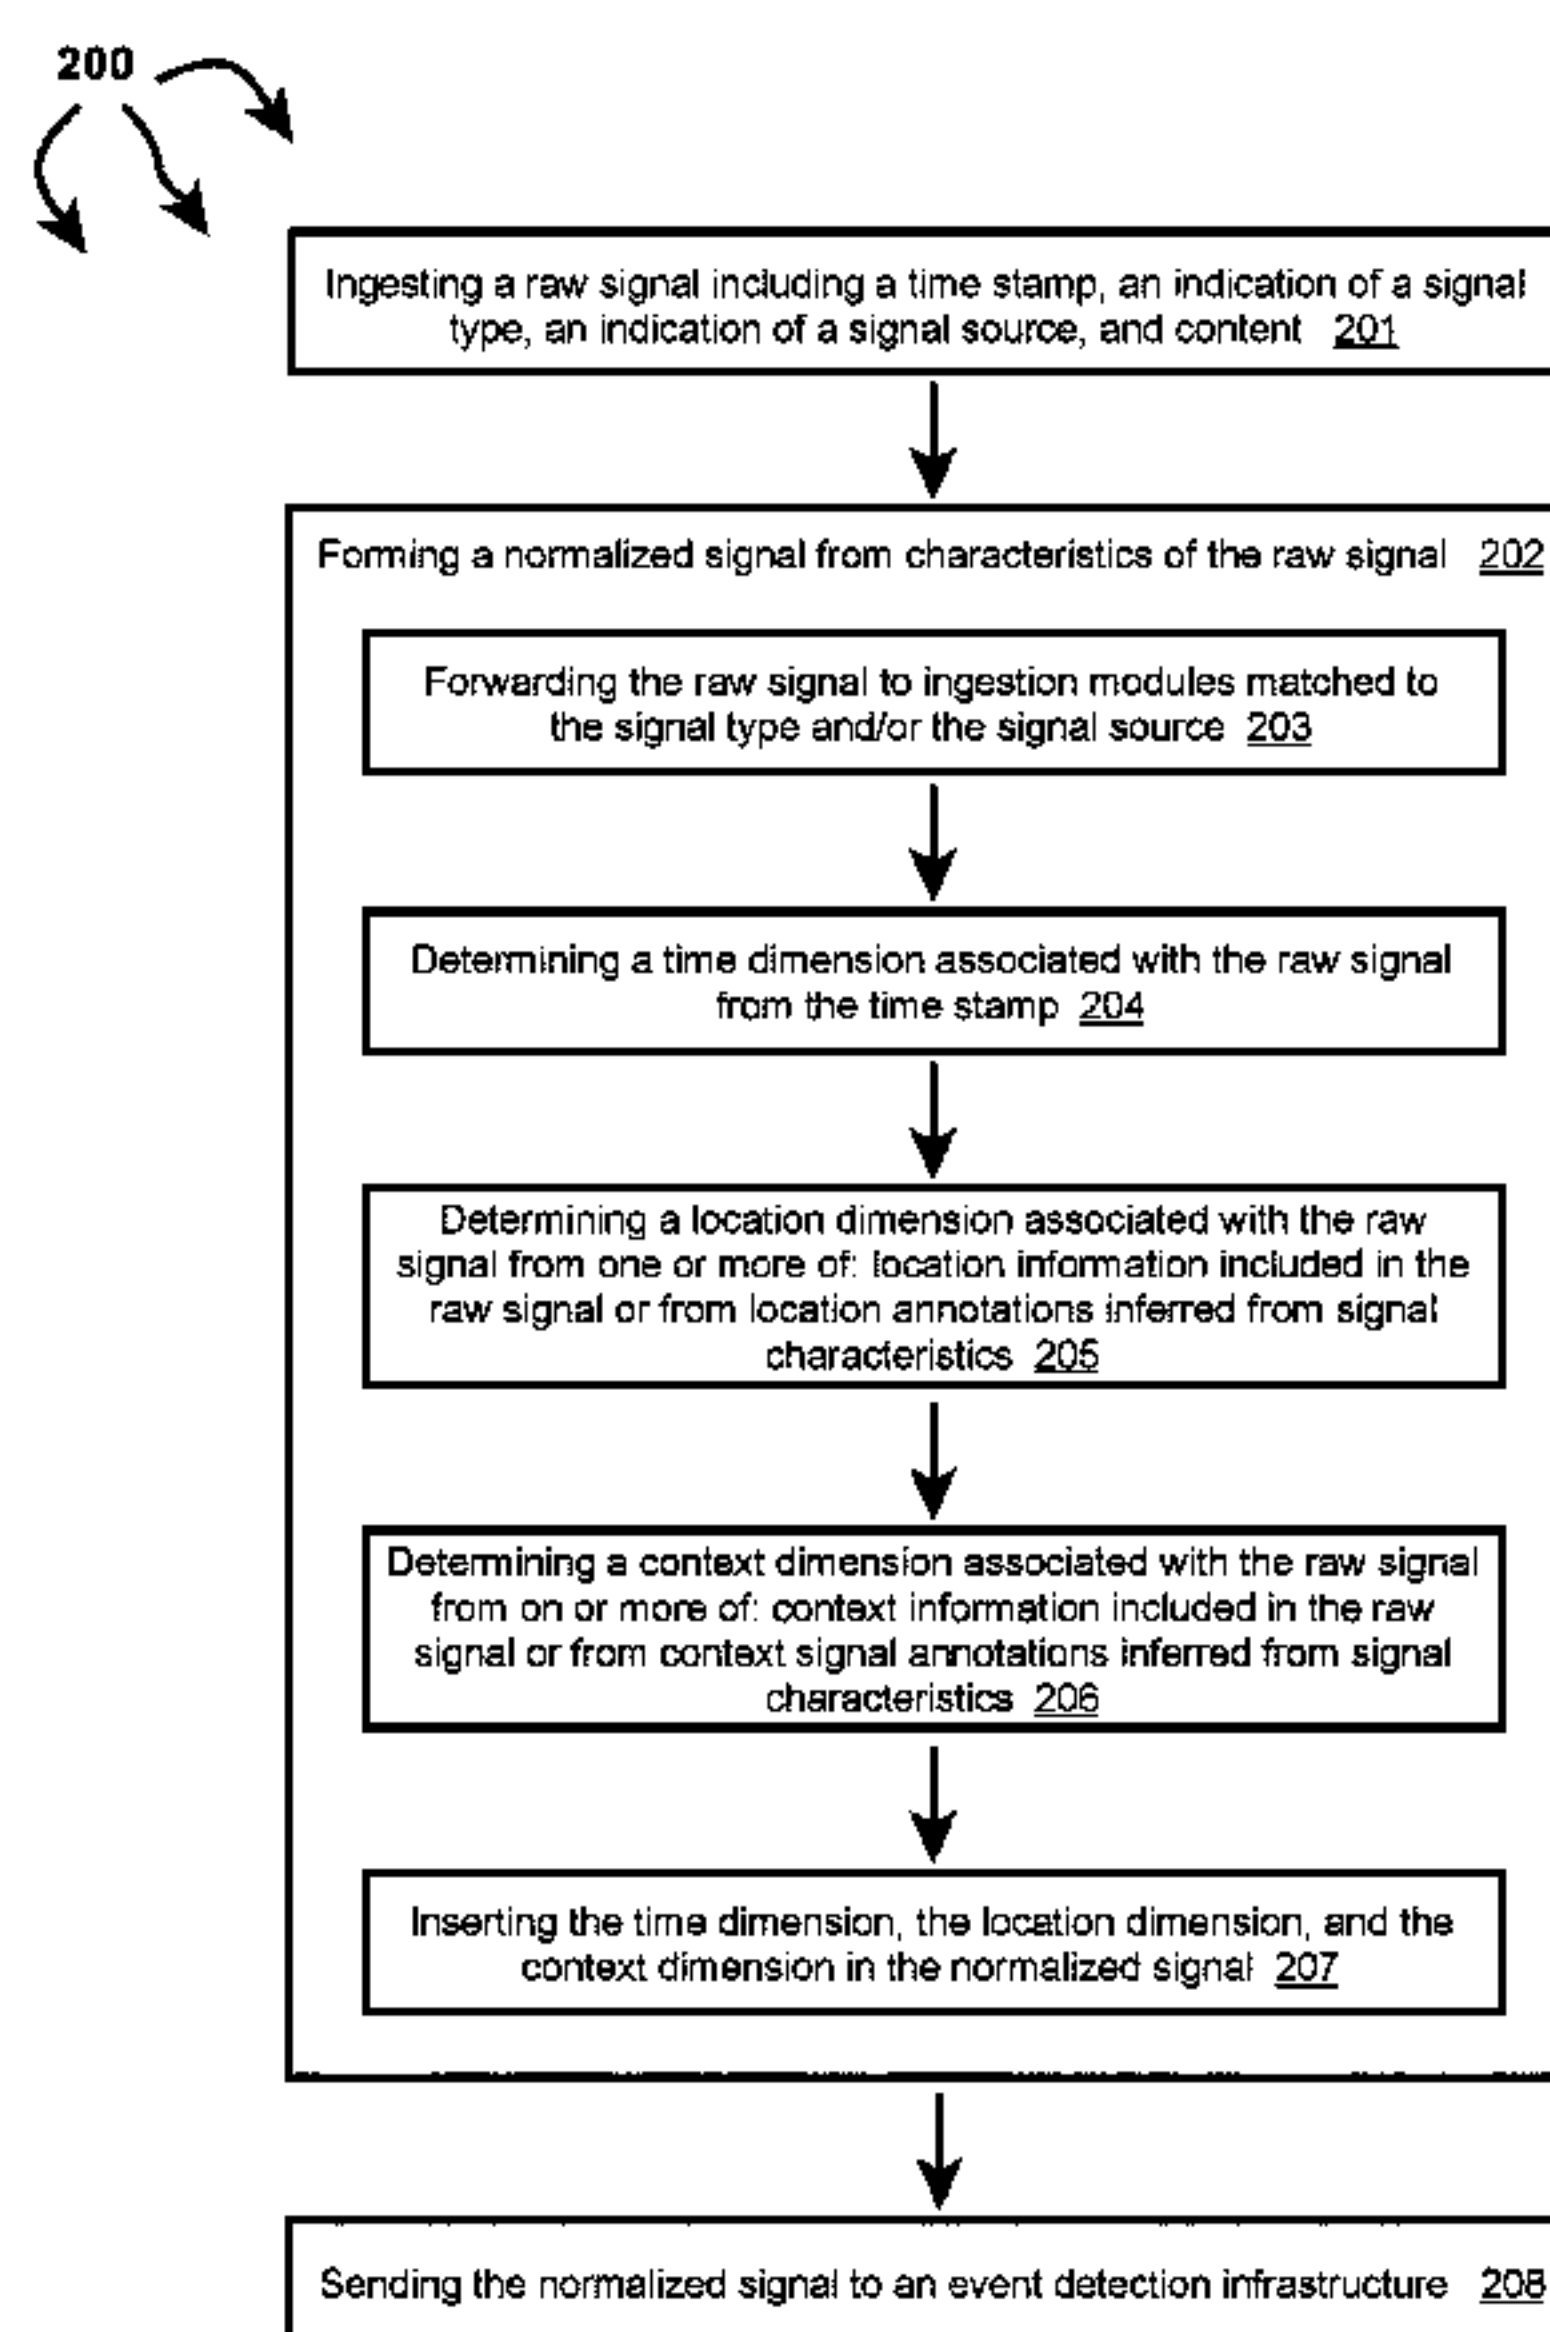 200
Ingesting a raw signal including a time stamp, an indication of a signal
type, an indication of a signal source, and content 201
Forming a normalized signal from characteristics of the raw signal 202
Forwarding the raw signal to ingestion modules matched to
the signal type and/or the signal source 203
Determining a time dimension associated with the raw signal
from the time stamp 204
Determining a location dimension associated with the raw
signal from one or more of: location information included in the
raw signal or from location annotations inferred from signal
characteristics 205
Determining a context dimension associated with the raw signal
from on or more of: context information included in the raw
signal or from context signal annotations inferred from signal
characteristics 206
Inserting the time dimension, the location dimension, and the
context dimension in the normalized signal 207
Sending the normalized signal to an event detection infrastructure 208